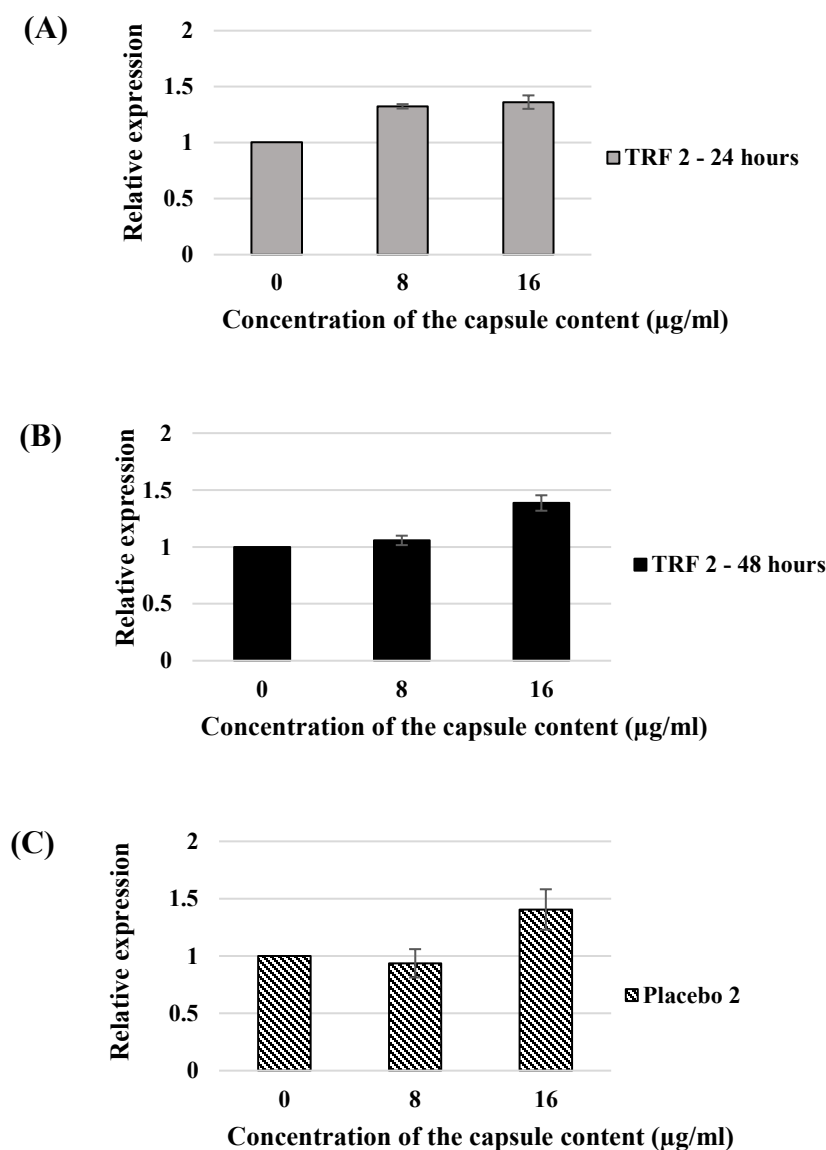 (A)
Relative expression
2
1.5
1
0.5
0
0 8 16
Concentration of the capsule content (µg/ml)
TRF 2 - 24 hours
(B)
Relative expression
2
1.5
1
0.5
0
0 8 16
Concentration of the capsule content (µg/ml)
TRF 2 - 48 hours
(C)
Relative expression
2
1.5
1
0.5
0
0 8 16
Concentration of the capsule content (µg/ml)
Placebo 2